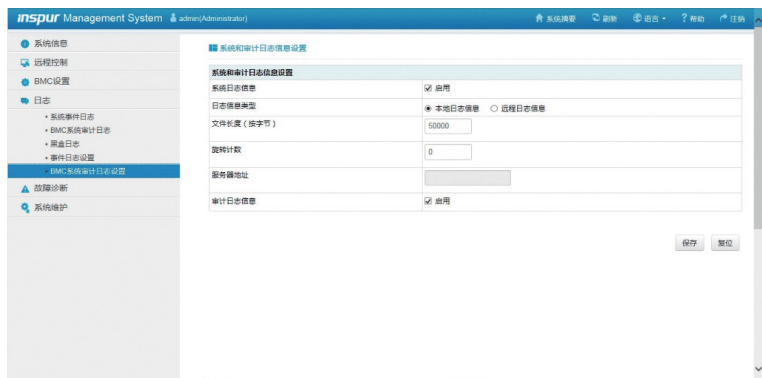 inspur Management System admin(Administrator) 系统摘要 刷新 语言 帮助 注销
系统信息
远程控制
BMC设置
日志
系统事件日志
BMC系统审计日志
黑盒日志
事件日志设置
BMC系统审计日志设置
故障诊断
系统维护
系统和审计日志信息设置
系统和审计日志信息设置
系统日志信息 启用
日志信息类型 本地日志信息 远程日志信息
文件长度（按字节） 50000
旋转计数 0
服务器地址
审计日志信息 启用
保存 复位